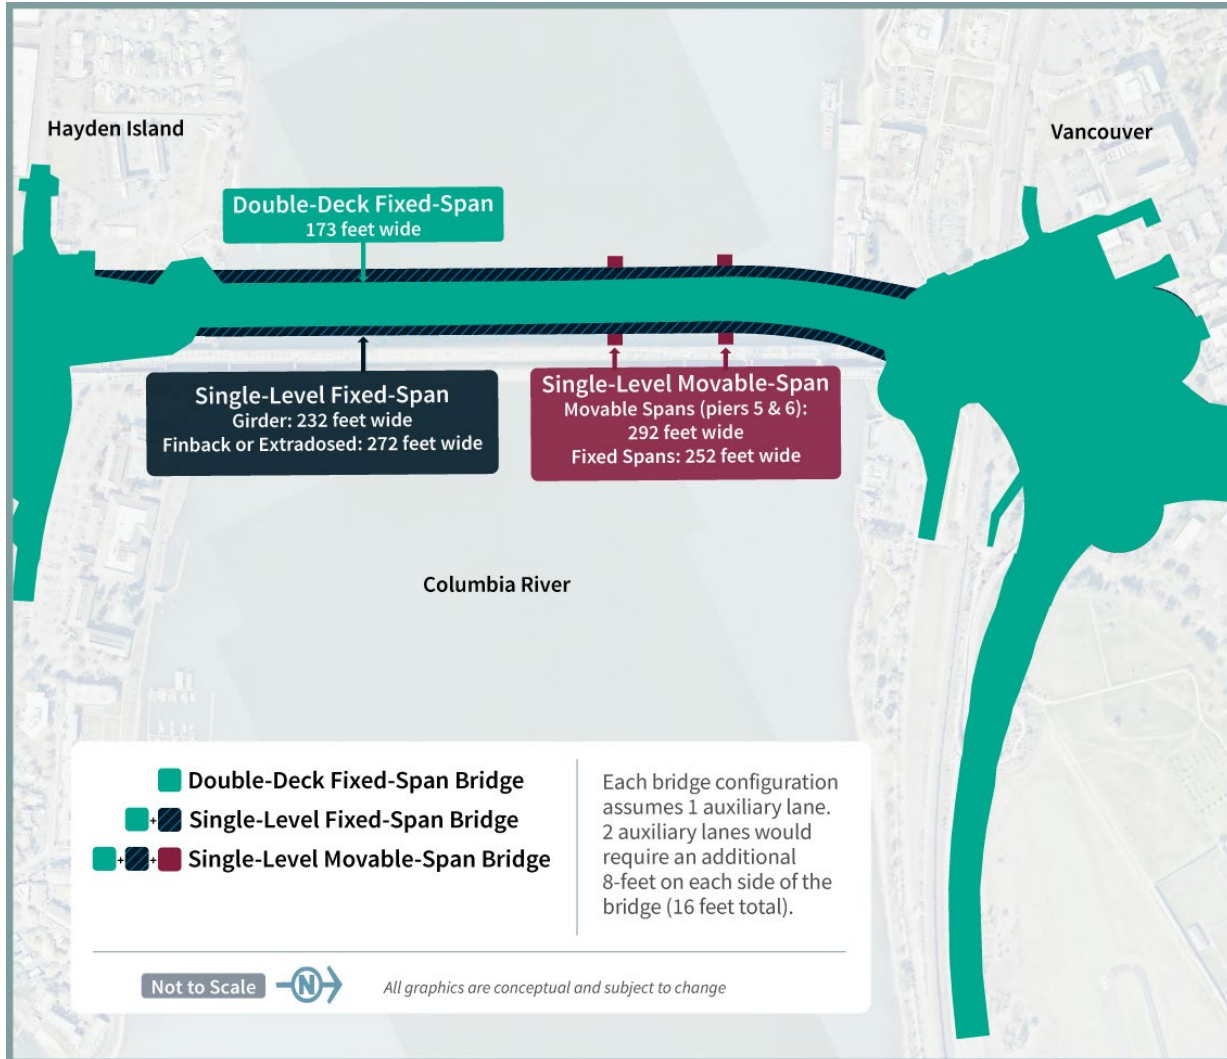 Hayden Island
Vancouver
Double-Deck Fixed-Span
173 feet wide
Single-Level Fixed-Span
Girder: 232 feet wide
Finback or Extradosed: 272 feet wide
Single-Level Movable-Span
Movable Spans (piers 5 & 6):
292 feet wide
Fixed Spans: 252 feet wide
Columbia River
Double-Deck Fixed-Span Bridge
+ Single-Level Fixed-Span Bridge
+ + Single-Level Movable-Span Bridge
Each bridge configuration
assumes 1 auxiliary lane.
2 auxiliary lanes would
require an additional
8-feet on each side of the
bridge (16 feet total).
Not to Scale
N
All graphics are conceptual and subject to change